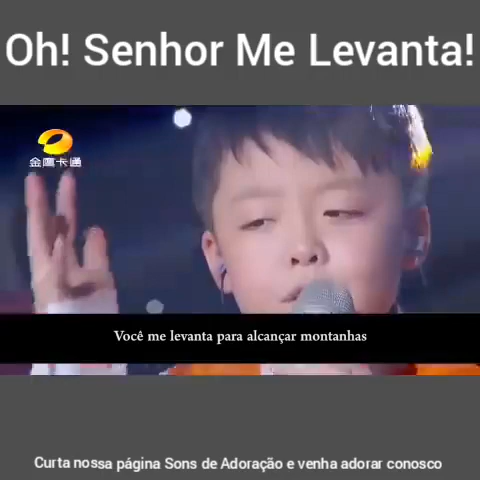 Oh! Senhor Me Levanta!
金鹰卡通
Você me levanta para alcançar montanhas
Curta nossa página Sons de Adoração e venha adorar conosco